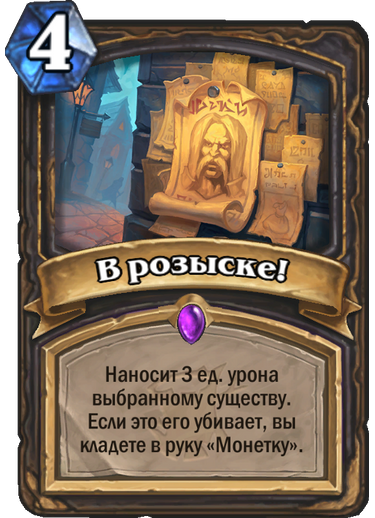 4
В розыске!
Наносит 3 ед. урона
выбранному существу.
Если это его убивает, вы
кладете в руку «Монетку».